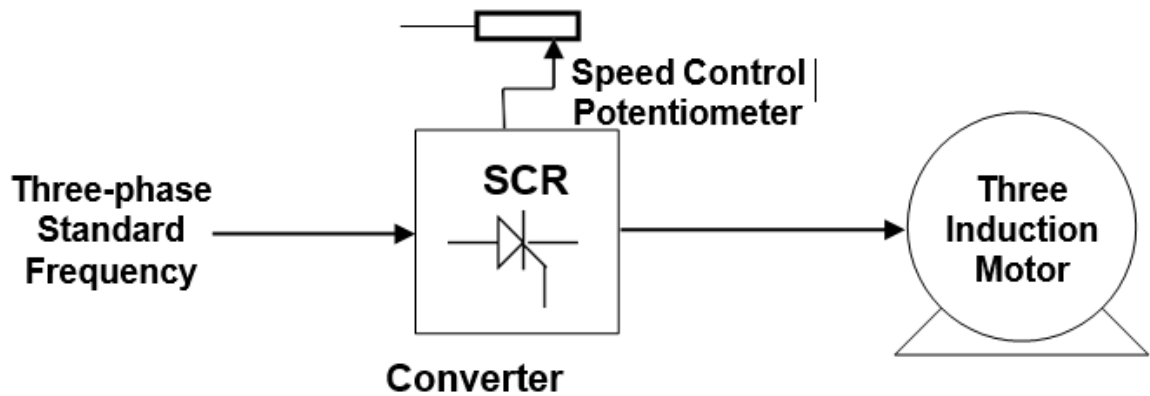 Speed Control
Potentiometer
SCR
Three-phase
Standard
Frequency
Three
Induction
Motor
Converter